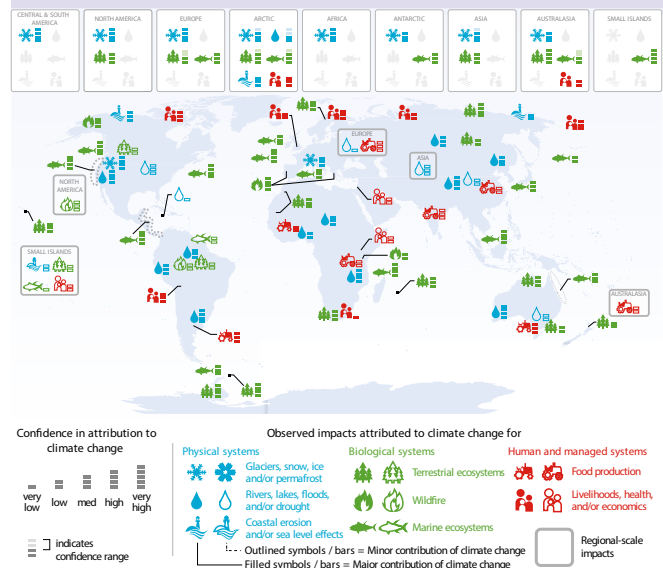 CENTRAL & SOUTH
AMERICA
NORTH AMERICA
EUROPE
ARCTIC
AFRICA
ANTARCTIC
ASIA
AUSTRALASIA
SMALL ISLANDS
EUROPE
ASIA
NORTH
AMERICA
SMALL ISLANDS
AUSTRALASIA
Confidence in attribution to
climate change
very
low
low
med
high
very
high
indicates
confidence range
Observed impacts attributed to climate change for
Physical systems
Glaciers, snow, ice
and/or permafrost
Rivers, lakes, floods,
and/or drought
Coastal erosion
and/or sea level effects
Biological systems
Terrestrial ecosystems
Wildfire
Marine ecosystems
Human and managed systems
Food production
Livelihoods, health,
and/or economics
Regional-scale
impacts
Outlined symbols / bars = Minor contribution of climate change
Filled symbols / bars = Major contribution of climate change